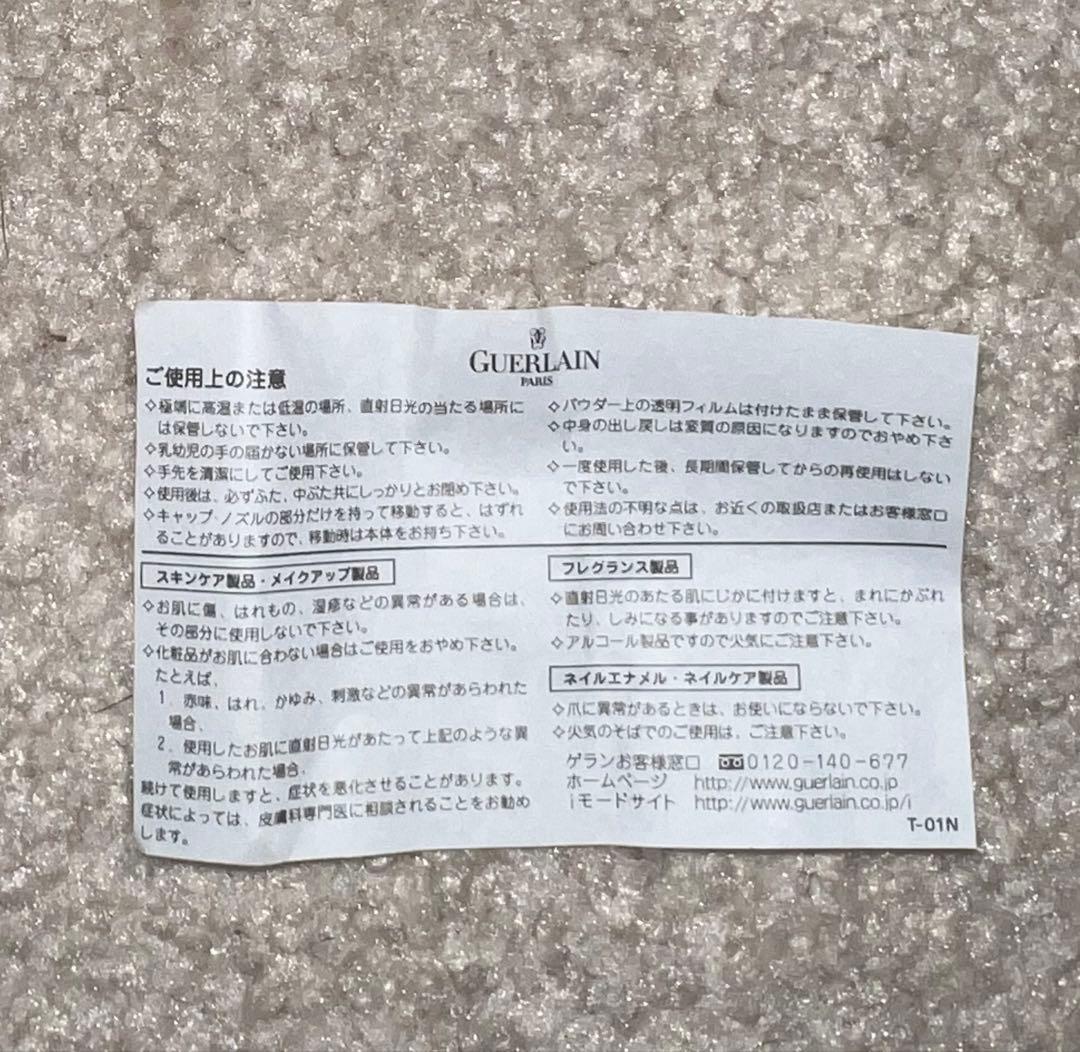 GUERLAIN
PARIS
ご使用上の注意
◇極端に高温または低温の場所、直射日光の当たる場所に
は保管しないで下さい。
◇乳幼児の手の届かない場所に保管して下さい。
◇手先を清潔にしてご使用下さい。
◇使用後は、必ずふた、中ぶた共にしっかりとお閉め下さい。
◇キャップ・ノズルの部分だけを持って移動すると、はずれ
ることがありますので、移動時は本体をお持ち下さい。
◇パウダー上の透明フィルムは付けたまま保管して下さい。
◇中身の出し戻しは変質の原因になりますのでおやめ下さ
い。
◇一度使用した後、長期間保管してからの再使用はしない
で下さい。
◇使用法の不明な点は、お近くの取扱店またはお客様窓口
にお問い合わせ下さい。
スキンケア製品・メイクアップ製品
◇お肌に傷、はれもの、湿疹などの異常がある場合は、
その部分に使用しないで下さい。
◇化粧品がお肌に合わない場合はご使用をおやめ下さい。
たとえば、
1. 赤味、はれ、かゆみ、刺激などの異常があらわれた
場合、
2. 使用したお肌に直射日光があたって上記のような異
常があらわれた場合、
続けて使用しますと、症状を悪化させることがあります。
症状によっては、皮膚科専門医に相談されることをお勧め
します。
フレグランス製品
◇直射日光のあたる肌にじかに付けますと、まれにかぶれ
たり、しみになる事がありますのでご注意下さい。
◇アルコール製品ですので火気にご注意下さい。
ネイルエナメル・ネイルケア製品
◇爪に異常があるときは、お使いにならないで下さい。
◇火気のそばでのご使用は、ご注意下さい。
ゲランお客様窓口 0120-140-677
ホームページ http://www.guerlain.co.jp
iモードサイト http://www.guerlain.co.jp/i
T-01N